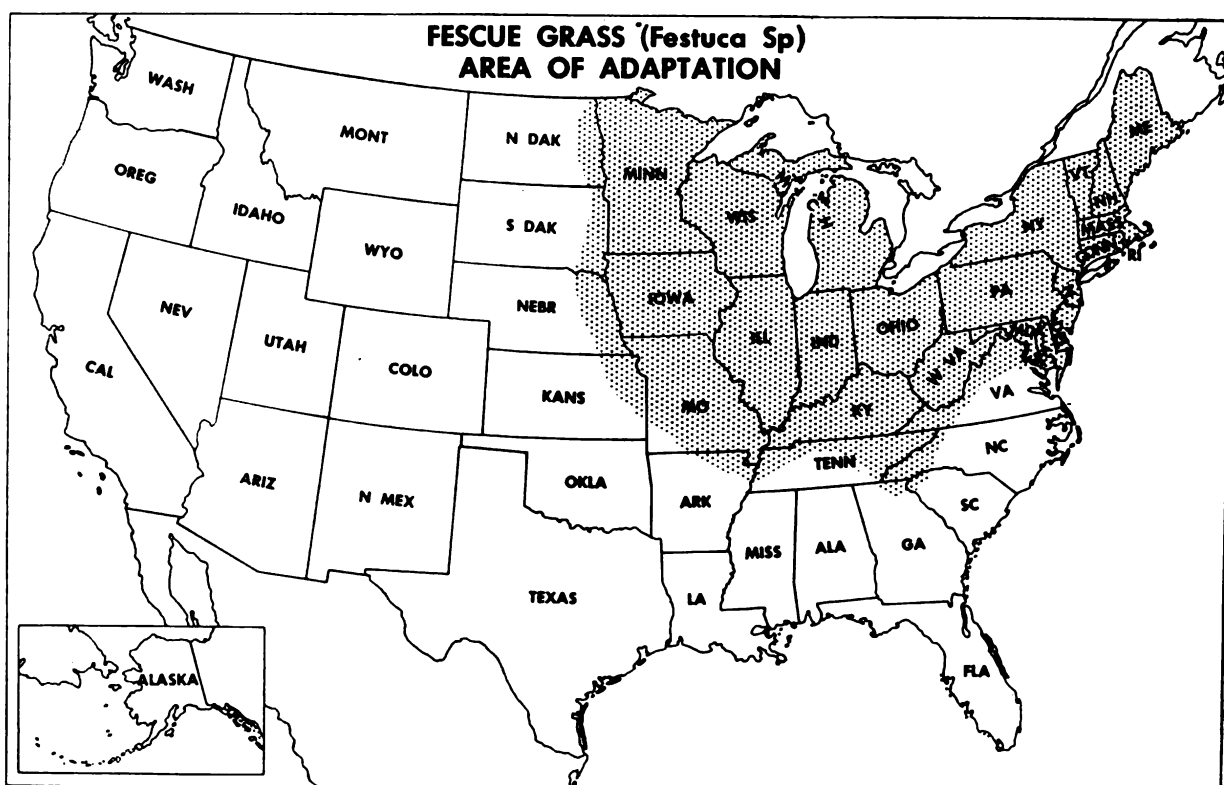 FESCUE GRASS (Festuca Sp)
AREA OF ADAPTATION
WASH
MONT
N DAK
MINN
ME
OREG
IDAHO
S DAK
WIS
MICH
VT
NH
NY
MASS
CONN
RI
WYO
NEV
NEBR
IOWA
PA
NJ
UTAH
COLO
ILL
IND
OHIO
W VA
MD
CAL
KANS
MO
KY
VA
ARIZ
N MEX
OKLA
TENN
NC
ARK
SC
TEXAS
LA
MISS
ALA
GA
FLA
ALASKA